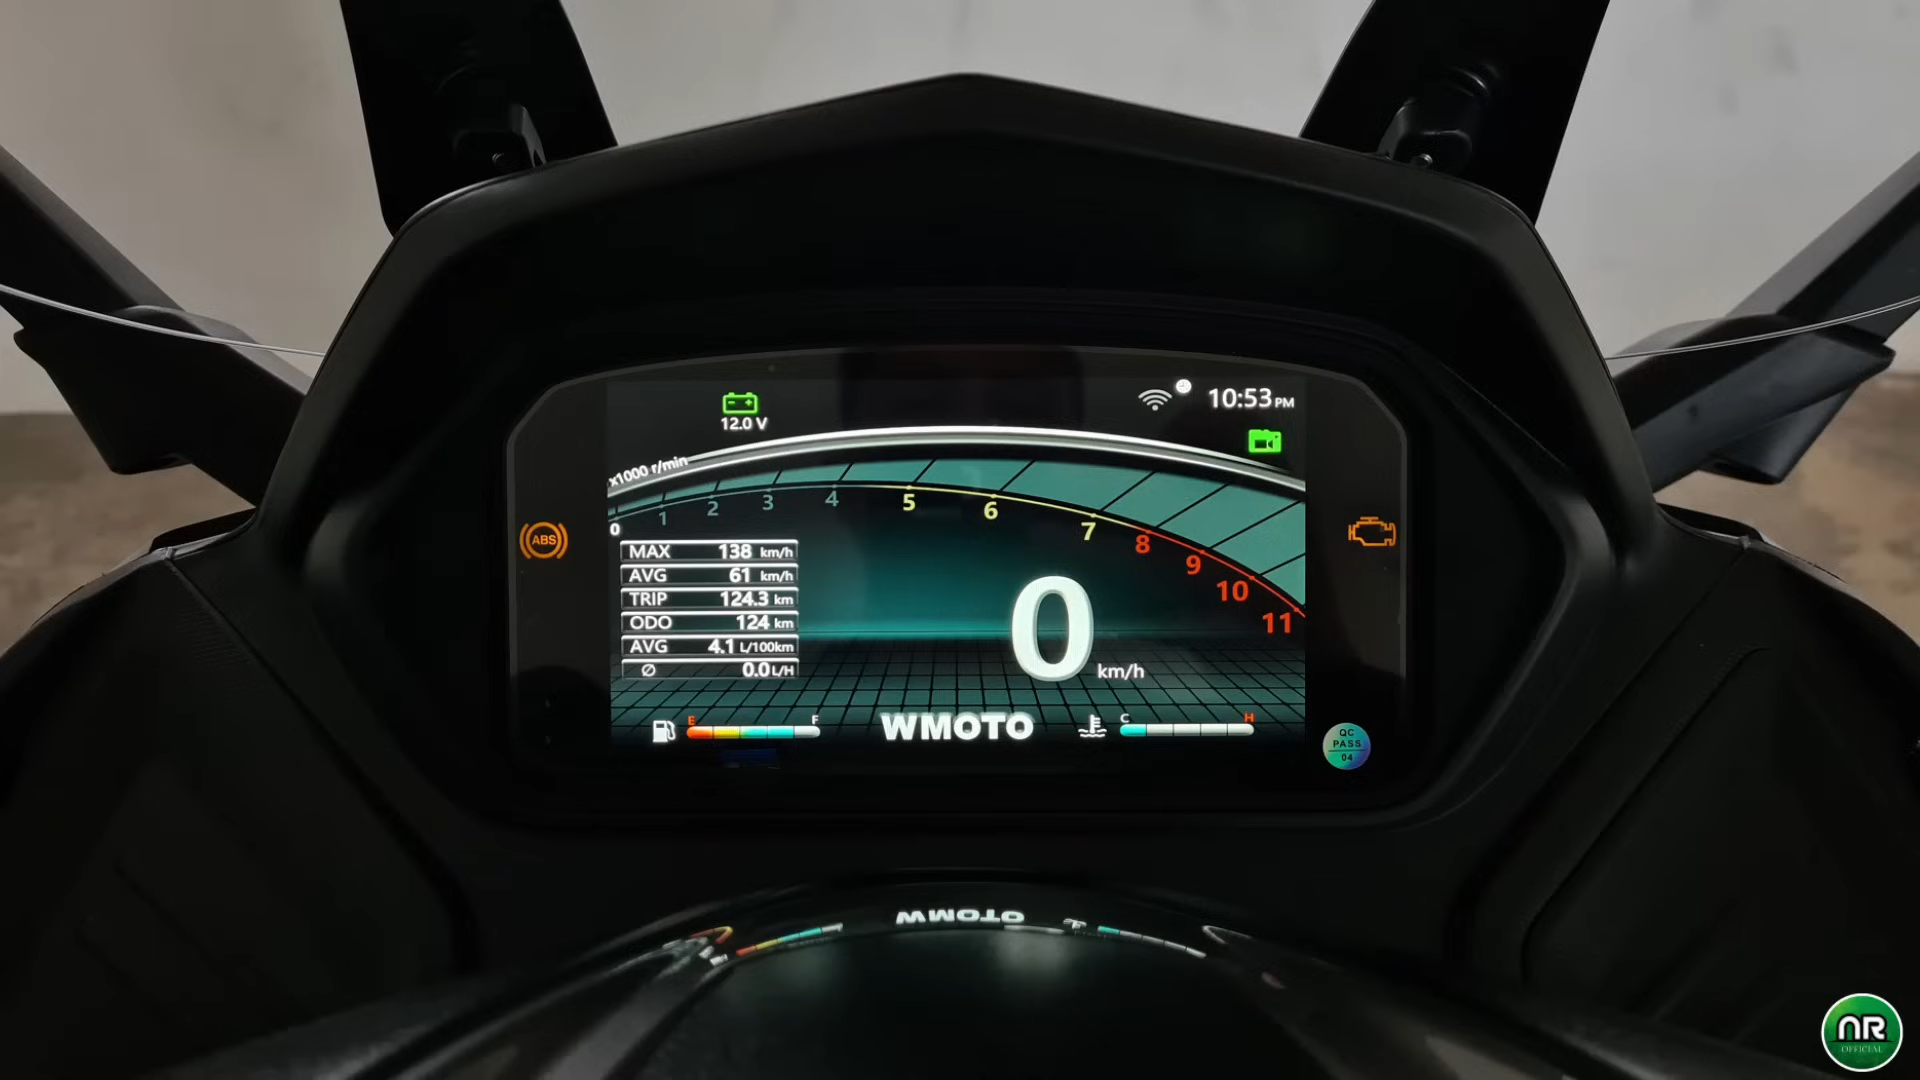 10:53 PM
12.0 V
x1000 r/min
0 1 2 3 4 5 6 7 8 9 10 11
ABS
MAX 138 km/h
AVG 61 km/h
TRIP 124.3 km
ODO 124 km
AVG 4.1 L/100km
∅ 0.0 L/H
0 km/h
E F
WMOTO
C H
QC
PASS
04
WMOTO
NR
OFFICIAL